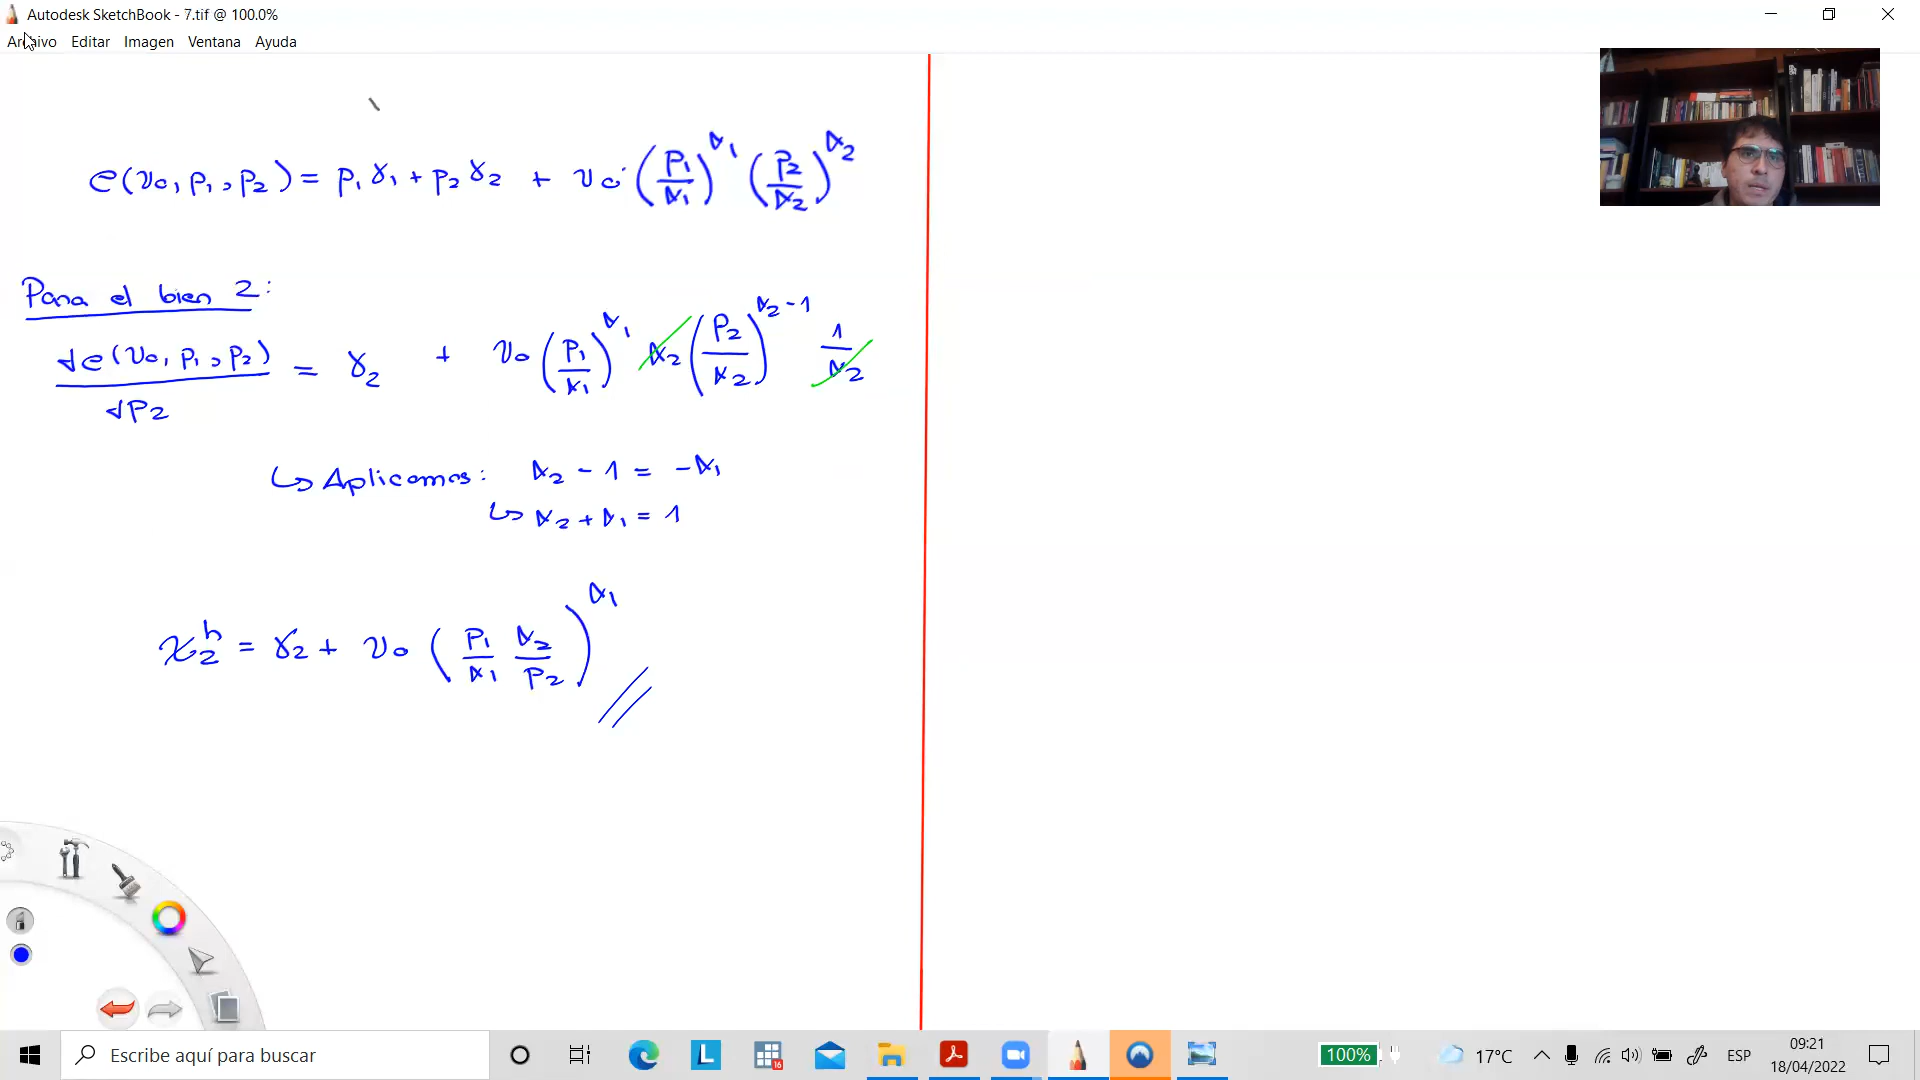 Autodesk SketchBook - 7.tif @ 100.0%
Archivo Editar Imagen Ventana Ayuda
e(v₀, p₁, p₂) = p₁γ₁ + p₂γ₂ + v₀·(p₁/α₁)^α₁ (p₂/α₂)^α₂
Para el bien 2:
de(v₀, p₁, p₂)/dp₂ = γ₂ + v₀ (p₁/α₁)^α₁ α₂ (p₂/α₂)^(α₂-1) 1/α₂
↳ Aplicamos: α₂ - 1 = -α₁
↳ α₂ + α₁ = 1
x₂^h = γ₂ + v₀ (p₁/α₁ α₂/p₂)^α₁
Escribe aquí para buscar
16
100%
17°C
ESP
09:21
18/04/2022